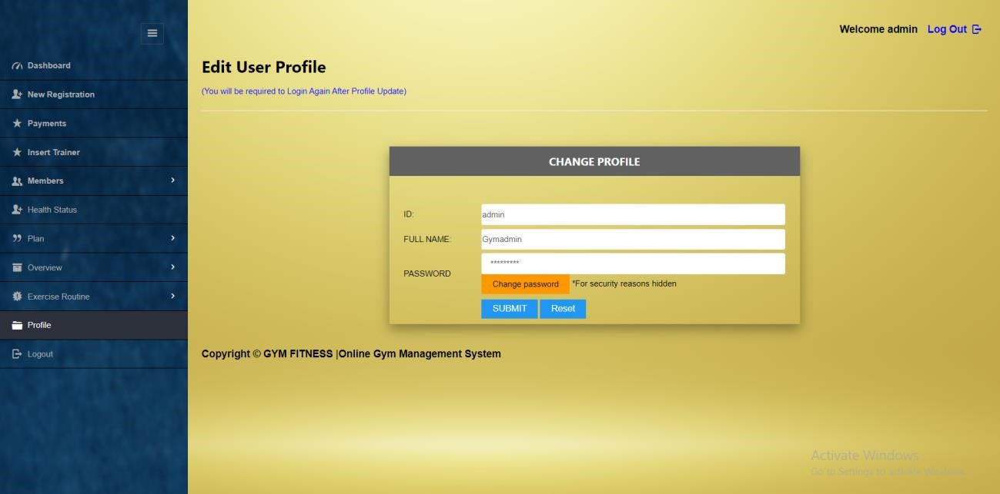 Welcome admin Log Out
Dashboard
New Registration
Payments
Insert Trainer
Members
Health Status
Plan
Overview
Exercise Routine
Profile
Logout
Edit User Profile
(You will be required to Login Again After Profile Update)
CHANGE PROFILE
ID: admin
FULL NAME: Gymadmin
PASSWORD *********
Change password *For security reasons hidden
SUBMIT Reset
Copyright © GYM FITNESS |Online Gym Management System
Activate Windows
Go to Settings to activate Windows.